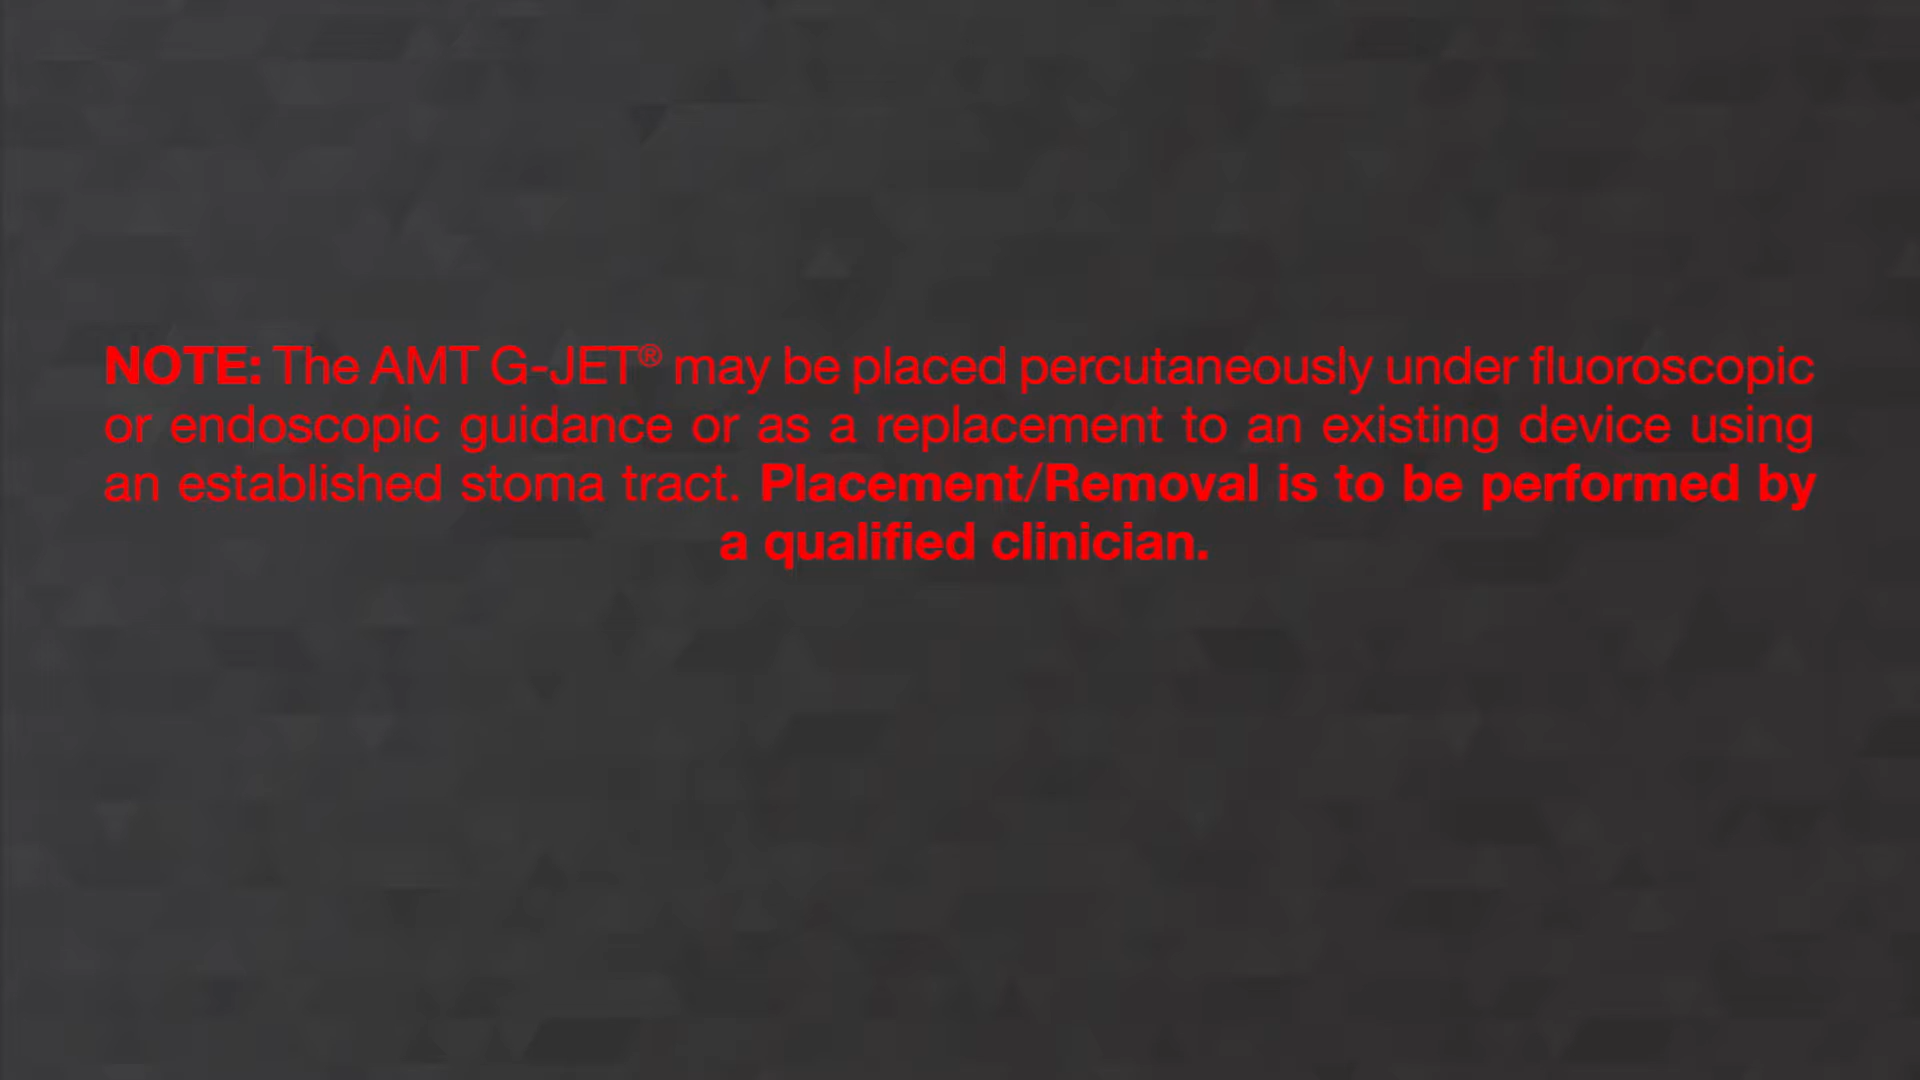 NOTE: The AMT G-JET® may be placed percutaneously under fluoroscopic
or endoscopic guidance or as a replacement to an existing device using
an established stoma tract. Placement/Removal is to be performed by
a qualified clinician.